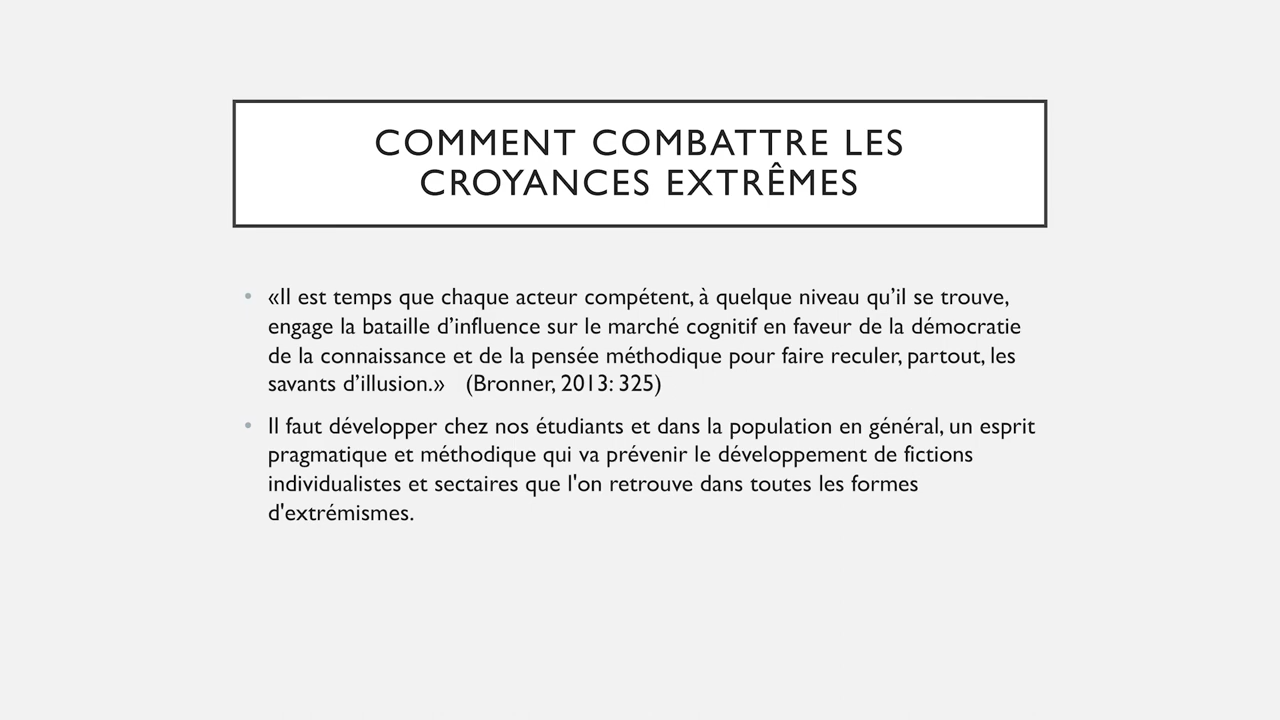 COMMENT COMBATTRE LES
CROYANCES EXTRÊMES
• «Il est temps que chaque acteur compétent, à quelque niveau qu’il se trouve,
engage la bataille d’influence sur le marché cognitif en faveur de la démocratie
de la connaissance et de la pensée méthodique pour faire reculer, partout, les
savants d’illusion.» (Bronner, 2013: 325)
• Il faut développer chez nos étudiants et dans la population en général, un esprit
pragmatique et méthodique qui va prévenir le développement de fictions
individualistes et sectaires que l'on retrouve dans toutes les formes
d'extrémismes.